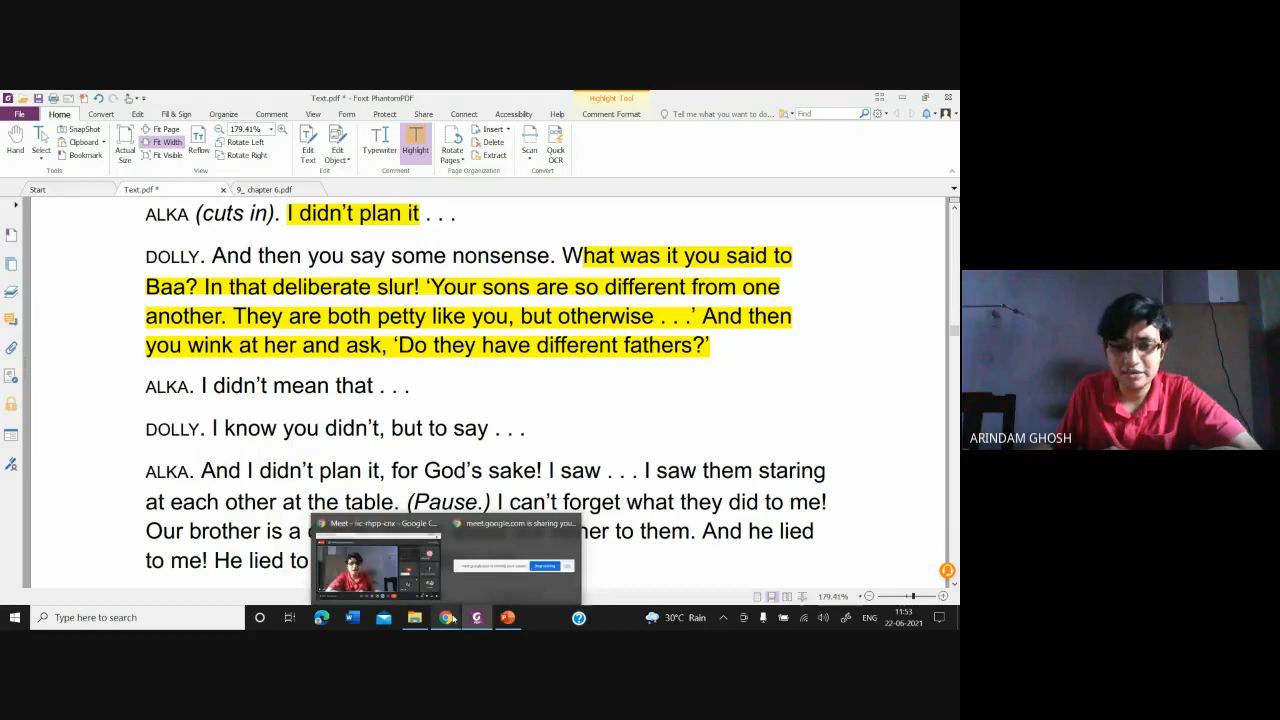 Text.pdf * - Foxit PhantomPDF
Highlight Tool
File Home Convert Fill & Sign Organize Comment View Form Protect Share Connect Accessibility Help Comment Format Tell me what you want to do... Find
Hand
Select
SnapShot
Clipboard
Bookmark
Actual Size
Fit Page
Fit Width
Fit Visible
Reflow
179.41%
Rotate Left
Rotate Right
Edit Text
Edit Object
Typewriter
Highlight
Rotate Pages
Insert
Delete
Extract
Scan
Quick OCR
Tools View Edit Comment Page Organization Convert
Start Text.pdf * 9_ chapter 6.pdf
ALKA (cuts in). I didn’t plan it . . .
DOLLY. And then you say some nonsense. What was it you said to
Baa? In that deliberate slur! ‘Your sons are so different from one
another. They are both petty like you, but otherwise . . .’ And then
you wink at her and ask, ‘Do they have different fathers?’
ALKA. I didn’t mean that . . .
DOLLY. I know you didn’t, but to say . . .
ALKA. And I didn’t plan it, for God’s sake! I saw . . . I saw them staring
at each other at the table. (Pause.) I can’t forget what they did to me!
Our brother is a
her to them. And he lied
to me! He lied to
Meet - iic-rhpp-cnx - Google C...
meet.google.com is sharing you...
Stop sharing
179.41%
Type here to search
30°C Rain
ENG
11:53
22-06-2021
ARINDAM GHOSH